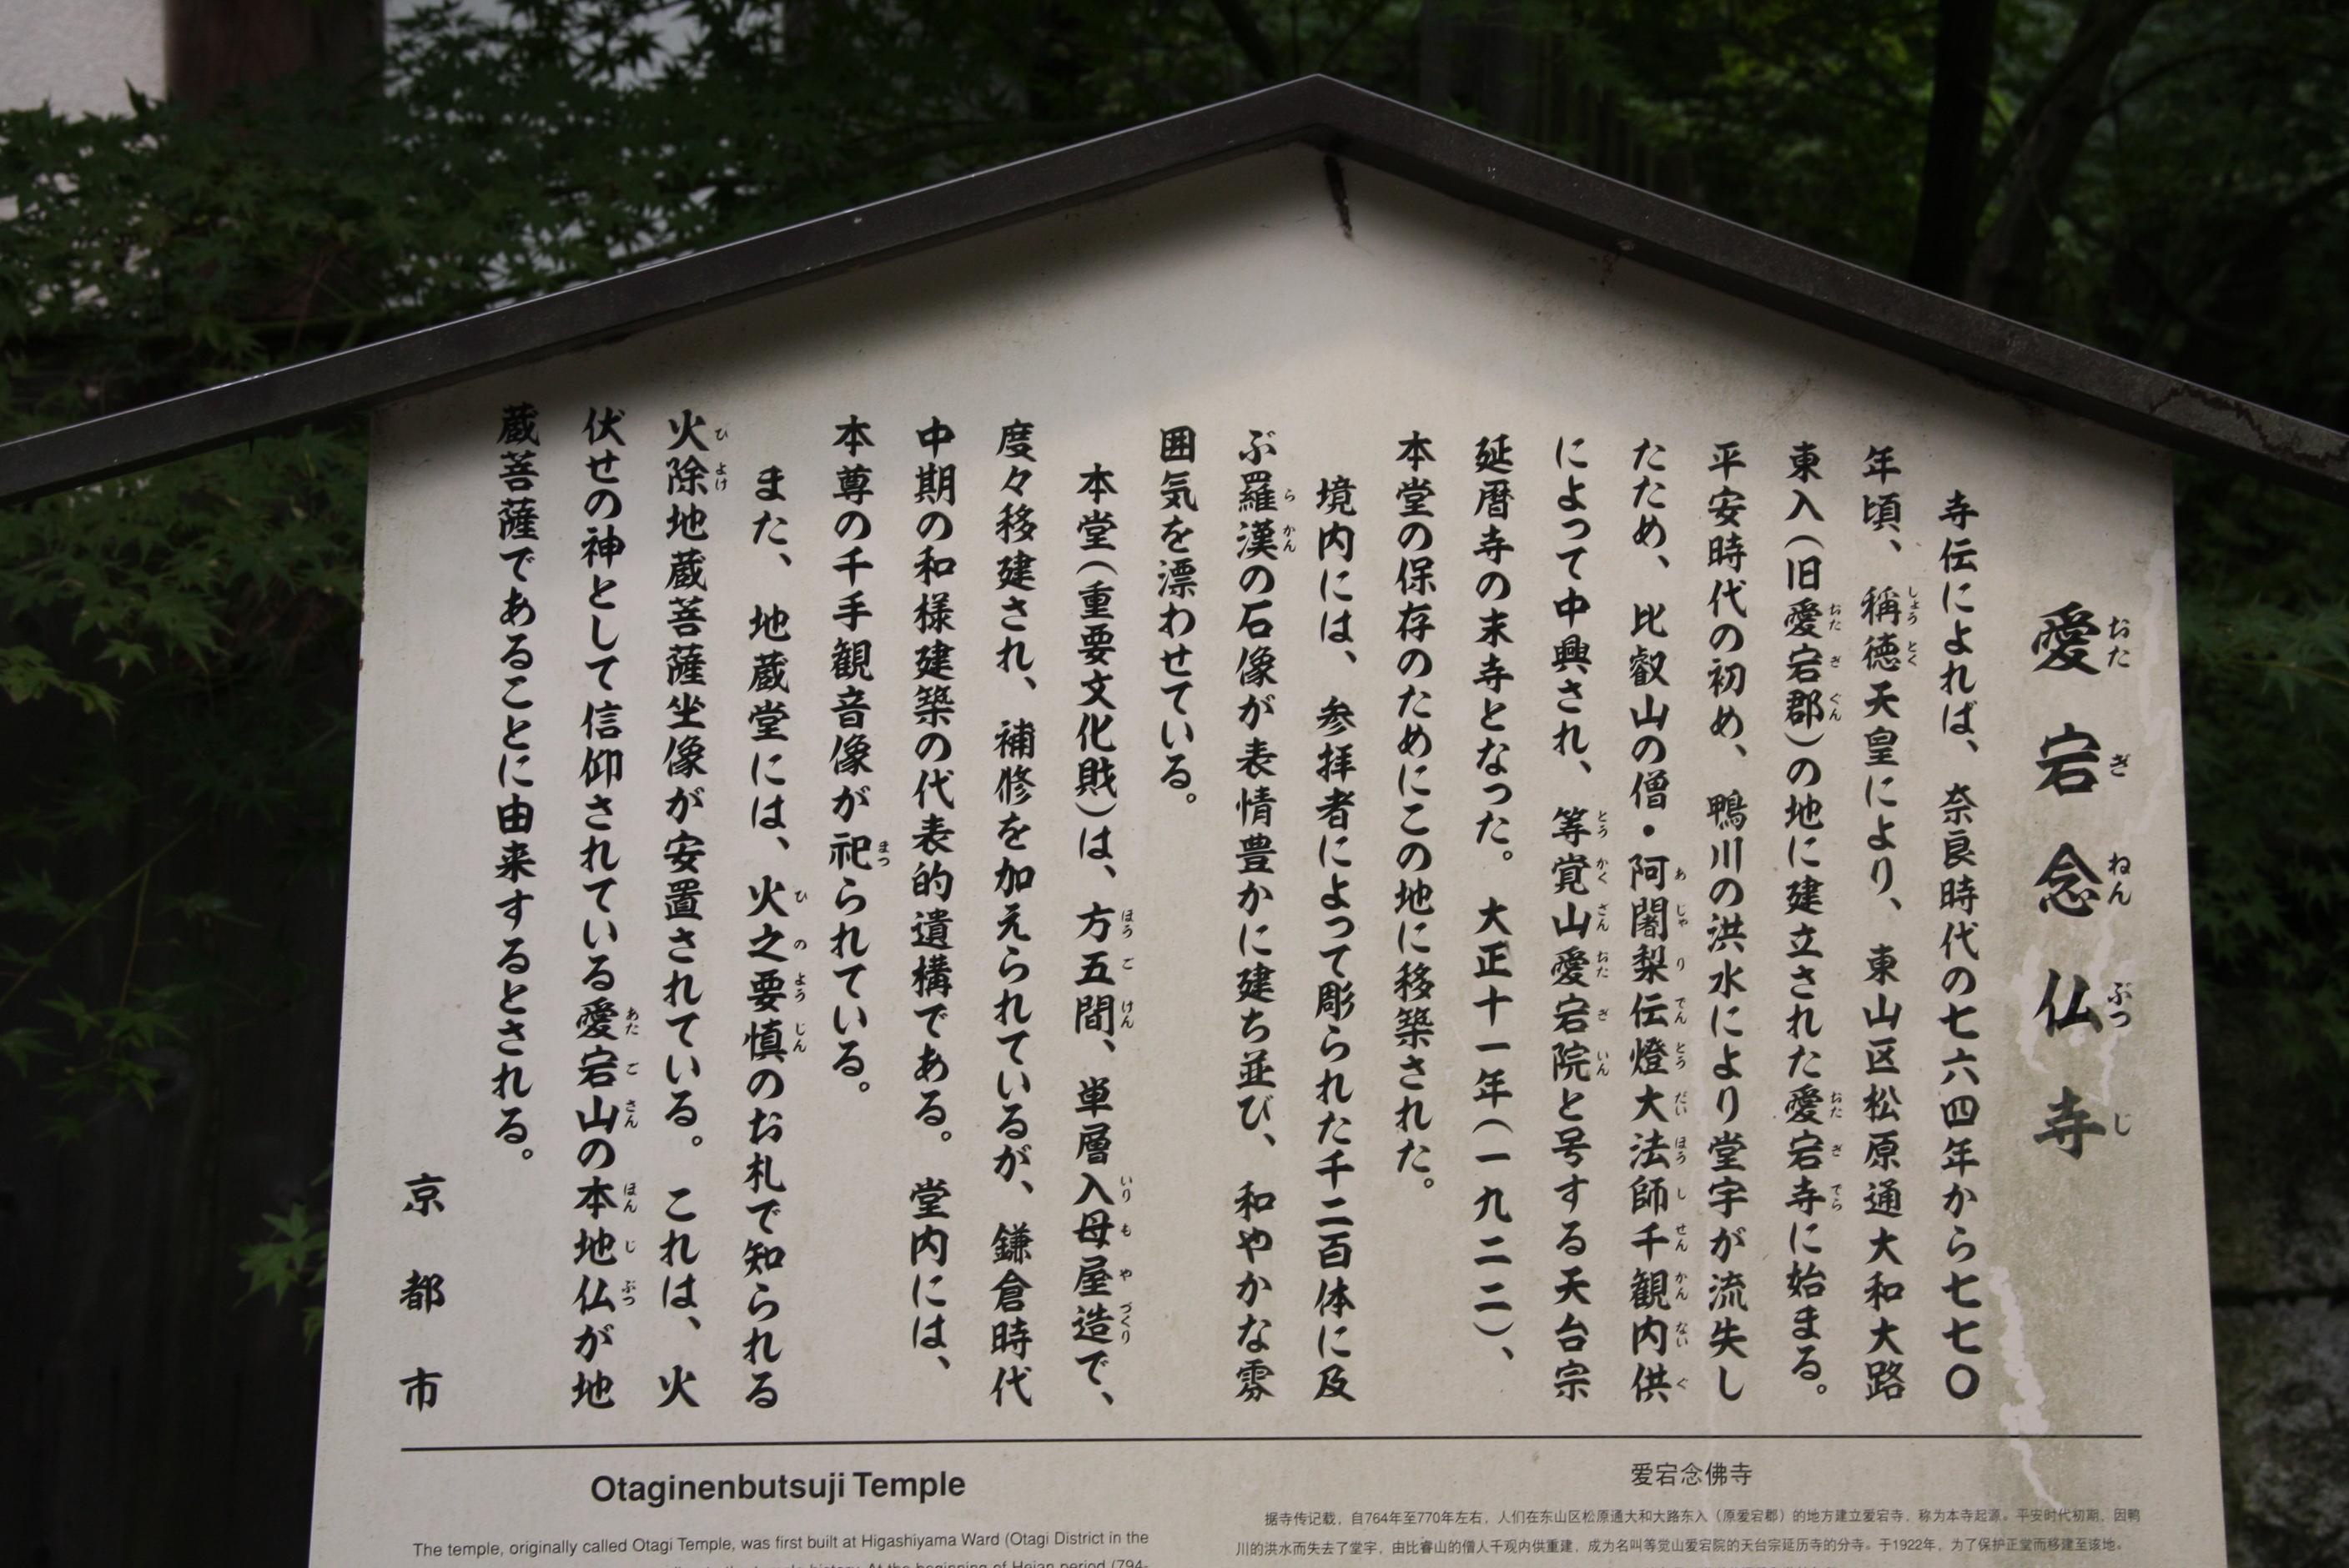 愛宕念仏寺
寺伝によれば、奈良時代の七六四年から七七〇
年頃、稱徳天皇により、東山区松原通大和大路
東入(旧愛宕郡)の地に建立された愛宕寺に始まる。
平安時代の初め、鴨川の洪水により堂宇が流失し
たため、比叡山の僧・阿闍梨伝燈大法師千観内供
によって中興され、等覚山愛宕院と号する天台宗
延暦寺の末寺となった。大正十一年(一九二二)、
本堂の保存のためにこの地に移築された。
境内には、参拝者によって彫られた千二百体に及
ぶ羅漢の石像が表情豊かに建ち並び、和やかな雰
囲気を漂わせている。
本堂(重要文化財)は、方五間、単層入母屋造で、
度々移建され、補修を加えられているが、鎌倉時代
中期の和様建築の代表的遺構である。堂内には、
本尊の千手観音像が祀られている。
また、地蔵堂には、火之要慎のお札で知られる
火除地蔵菩薩坐像が安置されている。これは、火
伏せの神として信仰されている愛宕山の本地仏が地
蔵菩薩であることに由来するとされる。
京都市
Otaginenbutsuji Temple
The temple, originally called Otagi Temple, was first built at Higashiyama Ward (Otagi District in the
爱宕念佛寺
据寺传记载，自764年至770年左右，人们在东山区松原通大和大路东入（原爱宕郡）的地方建立爱宕寺，称为本寺起源。平安时代初期，因鸭
川的洪水而失去了堂宇，由比睿山的僧人千观内供重建，成为名叫等觉山爱宕院的天台宗延历寺的分寺。于1922年，为了保护正堂而移建至该地。